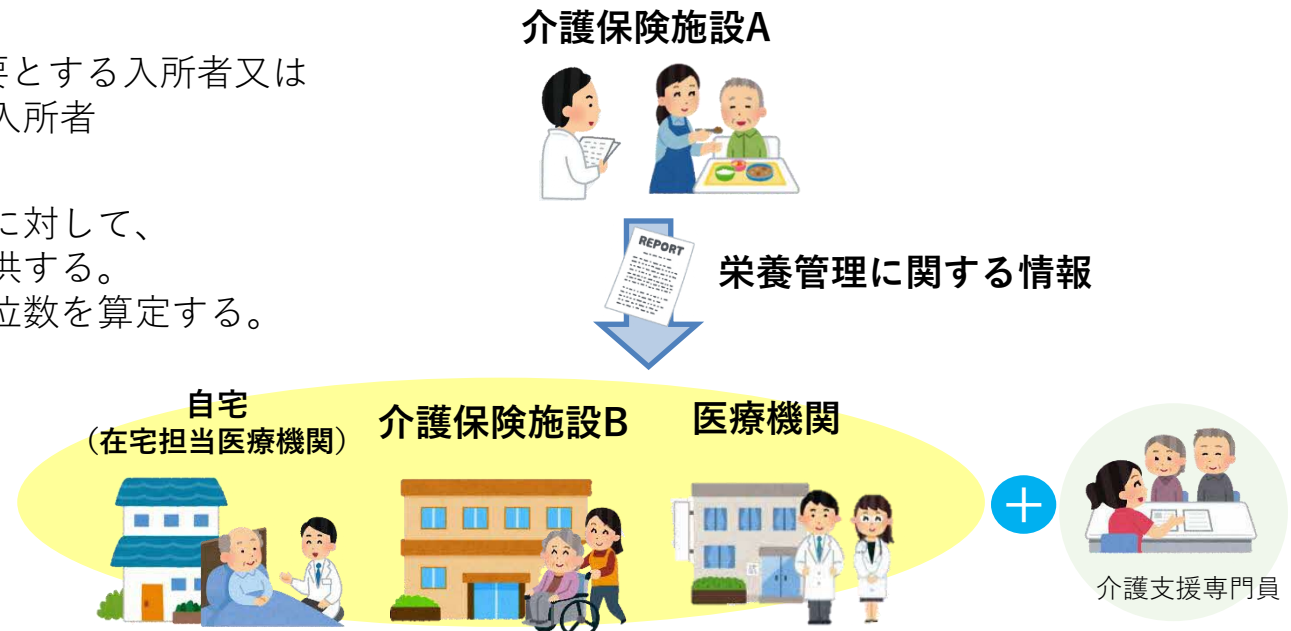 介護保険施設A
要とする入所者又は
入所者
に対して、
供する。
位数を算定する。
REPORT
栄養管理に関する情報
自宅
（在宅担当医療機関）
介護保険施設B
医療機関
＋
介護支援専門員